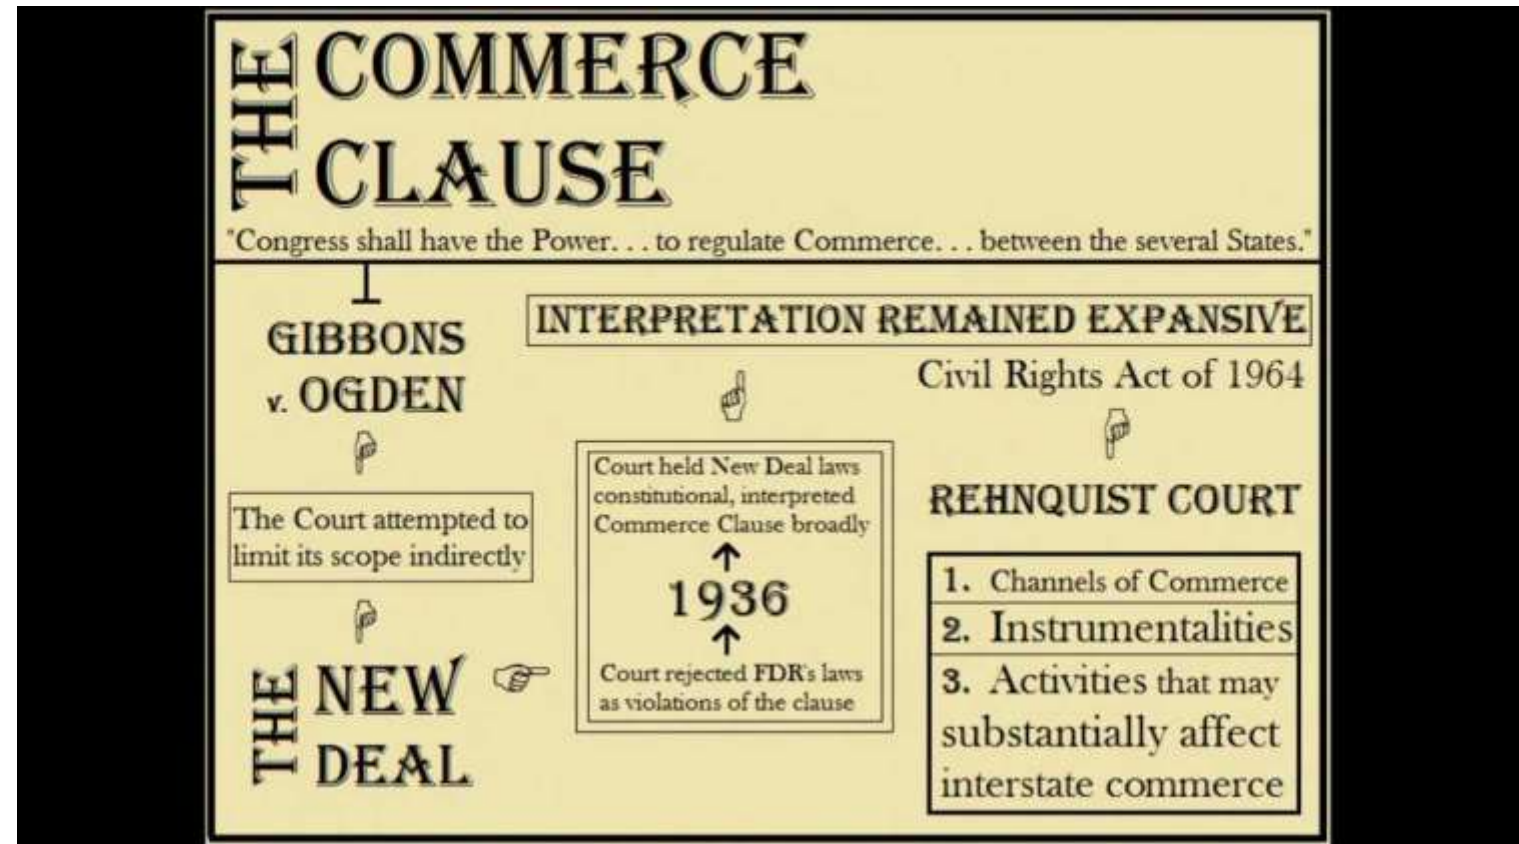 THE COMMERCE
CLAUSE
"Congress shall have the Power. . . to regulate Commerce. . . between the several States."
GIBBONS
v. OGDEN
The Court attempted to
limit its scope indirectly
THE NEW
DEAL
Court held New Deal laws
constitutional, interpreted
Commerce Clause broadly
1936
Court rejected FDR's laws
as violations of the clause
INTERPRETATION REMAINED EXPANSIVE
Civil Rights Act of 1964
REHNQUIST COURT
1. Channels of Commerce
2. Instrumentalities
3. Activities that may
substantially affect
interstate commerce